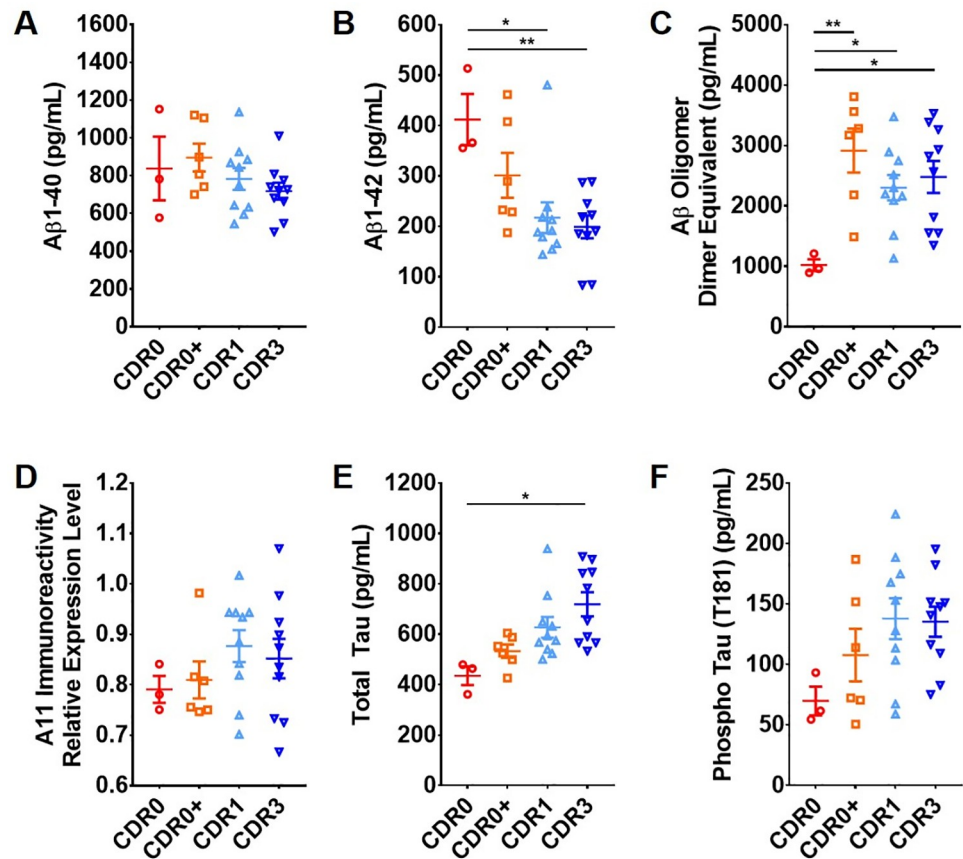 A
Aβ1-40 (pg/mL)
1600
1400
1200
1000
800
600
400
200
0
CDR0
CDR0+
CDR1
CDR3
B
Aβ1-42 (pg/mL)
600
500
400
300
200
100
0
*
**
CDR0
CDR0+
CDR1
CDR3
C
Aβ Oligomer
Dimer Equivalent (pg/mL)
5000
4000
3000
2000
1000
0
**
*
*
CDR0
CDR0+
CDR1
CDR3
D
A11 Immunoreactivity
Relative Expression Level
1.2
1.1
1.0
0.9
0.8
0.7
0.6
CDR0
CDR0+
CDR1
CDR3
E
Total Tau (pg/mL)
1200
1000
800
600
400
200
0
*
CDR0
CDR0+
CDR1
CDR3
F
Phospho Tau (T181) (pg/mL)
250
200
150
100
50
0
CDR0
CDR0+
CDR1
CDR3